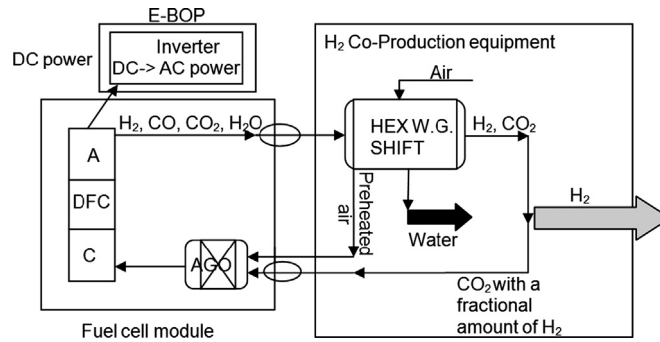 E-BOP
DC power
Inverter
DC-> AC power
H₂ Co-Production equipment
Air
H₂, CO, CO₂, H₂O
HEX W.G.
SHIFT
H₂, CO₂
A
DFC
C
Preheated
air
Water
H₂
AGO
CO₂ with a
fractional
amount of H₂
Fuel cell module